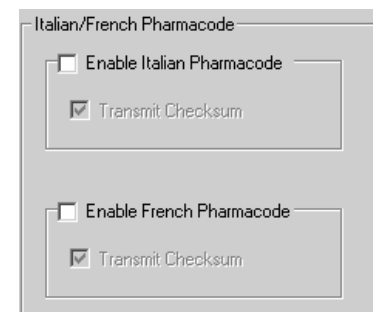 Italian/French Pharmacode
Enable Italian Pharmacode
Transmit Checksum
Enable French Pharmacode
Transmit Checksum